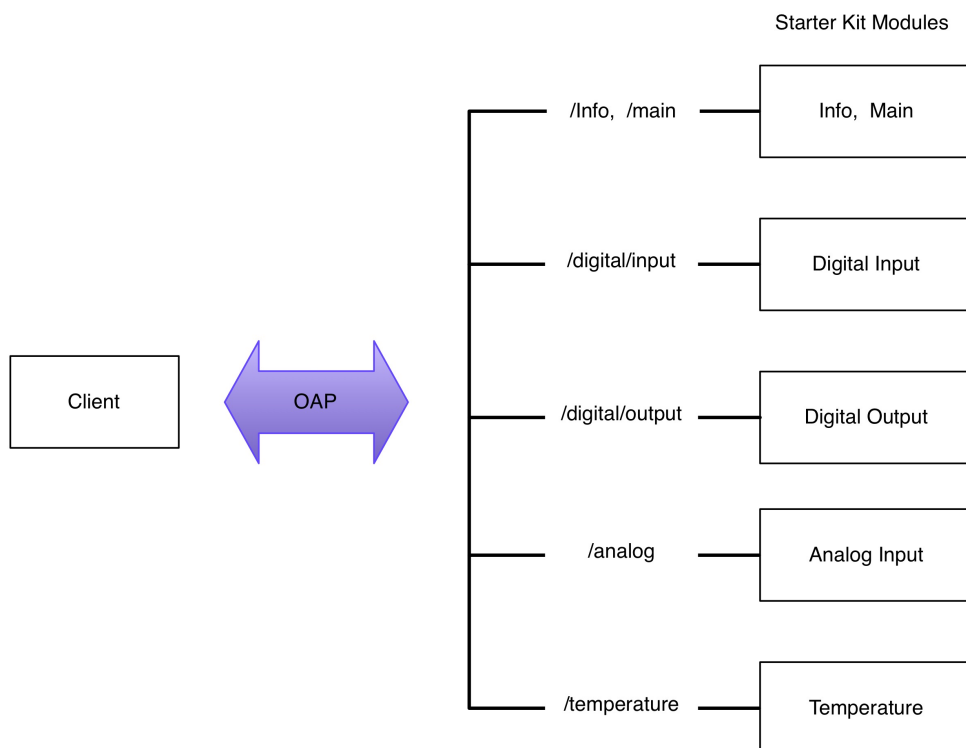 Starter Kit Modules
/Info, /main
Info, Main
/digital/input
Digital Input
Client
OAP
/digital/output
Digital Output
/analog
Analog Input
/temperature
Temperature